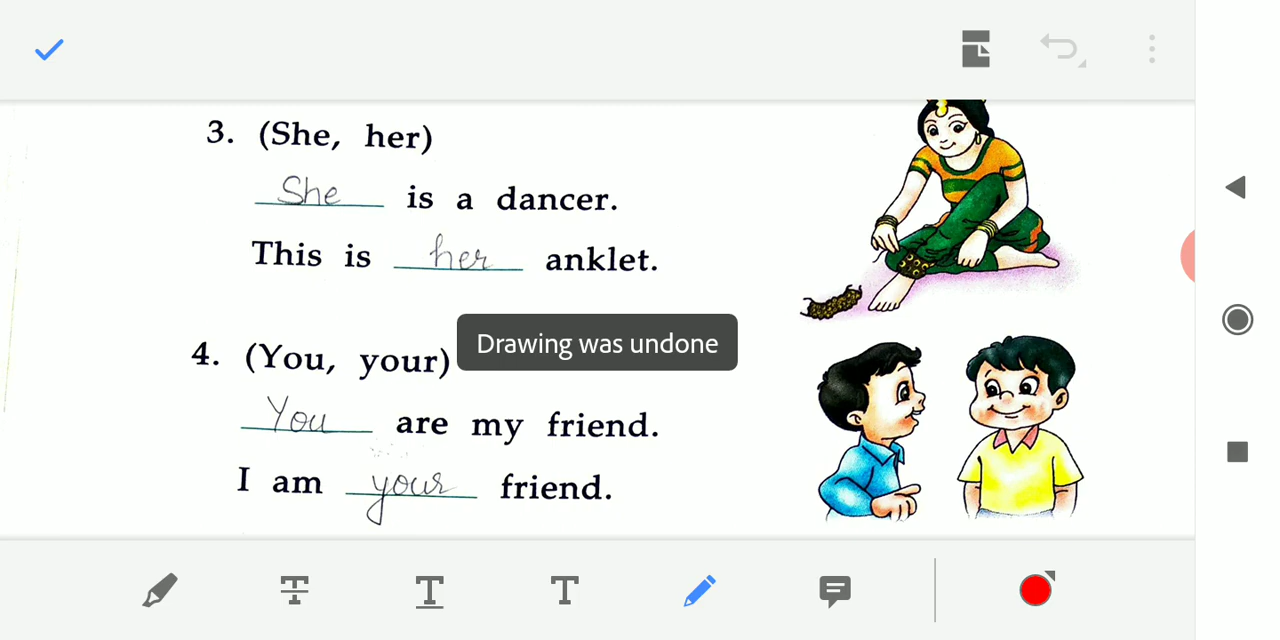 3. (She, her)
She is a dancer.
This is her anklet.
Drawing was undone
4. (You, your)
You are my friend.
I am your friend.